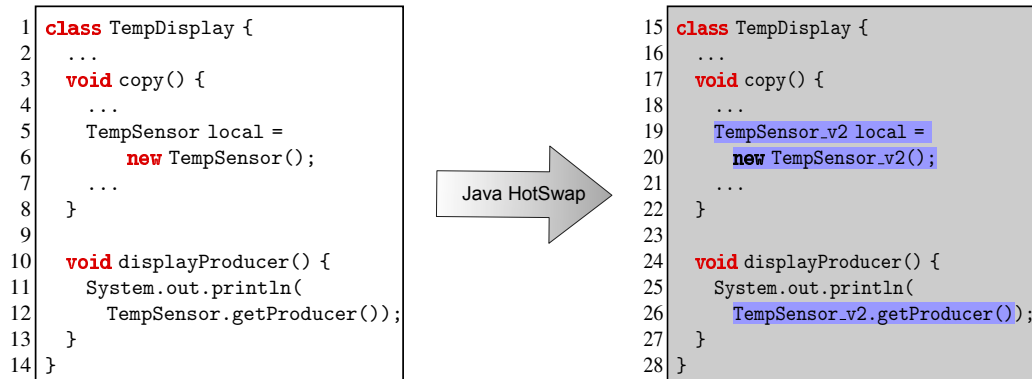 1 class TempDisplay {
2 ...
3 void copy() {
4 ...
5 TempSensor local =
6 new TempSensor();
7 ...
8 }
9
10 void displayProducer() {
11 System.out.println(
12 TempSensor.getProducer());
13 }
14 }
Java HotSwap
15 class TempDisplay {
16 ...
17 void copy() {
18 ...
19 TempSensor_v2 local =
20 new TempSensor_v2();
21 ...
22 }
23
24 void displayProducer() {
25 System.out.println(
26 TempSensor_v2.getProducer());
27 }
28 }